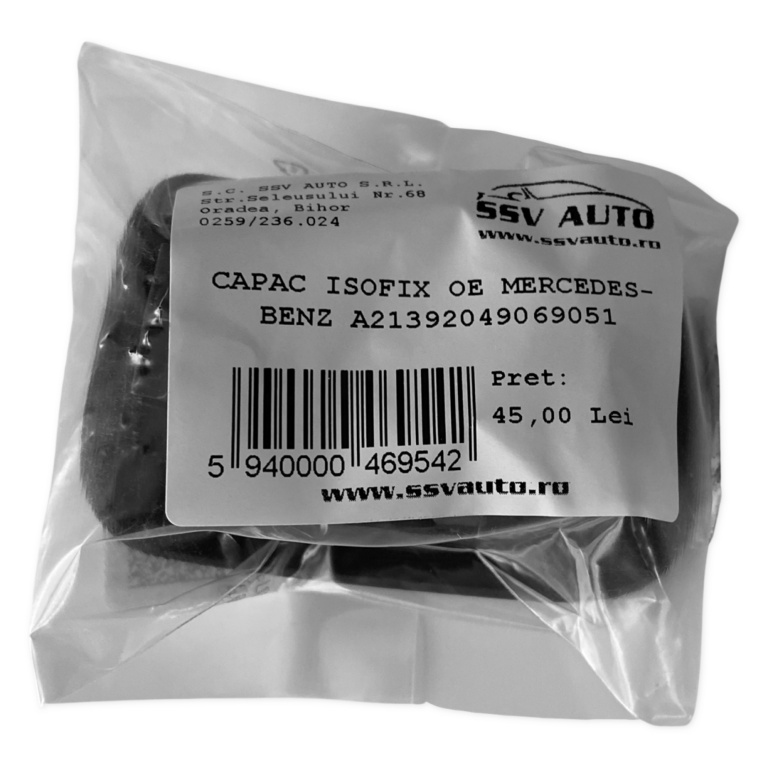 S.C. SSV AUTO S.R.L.
Str.Seleusului Nr.68
Oradea, Bihor
0259/236.024
SSV AUTO
www.ssvauto.ro
CAPAC ISOFIX OE MERCEDES-
BENZ A21392049069051
Pret:
45,00 Lei
5 940000 469542
www.ssvauto.ro